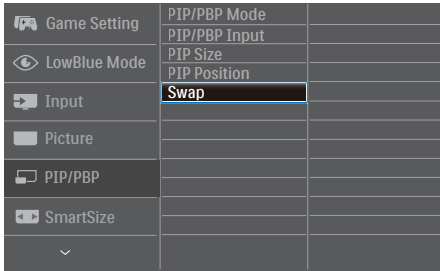 Game Setting
LowBlue Mode
Input
Picture
PIP/PBP
SmartSize
PIP/PBP Mode
PIP/PBP Input
PIP Size
PIP Position
Swap